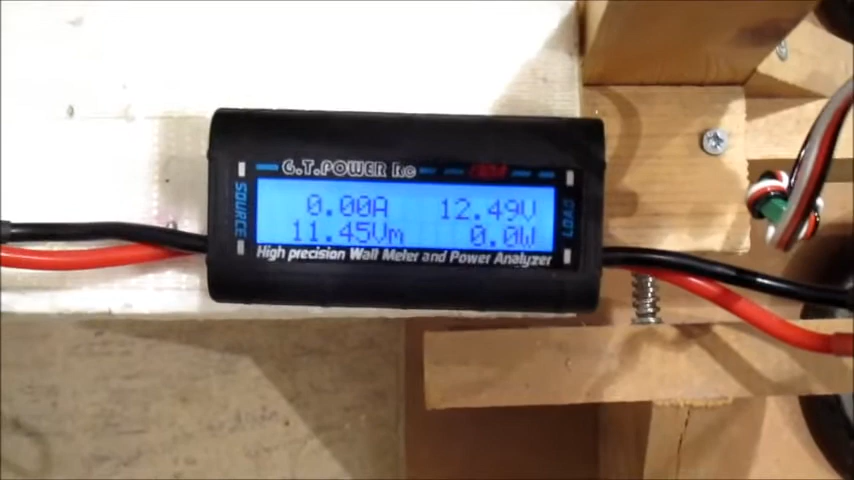 G.T.POWER RC
SOURCE
0.00A 12.49V
11.45Vm 0.0W
LOAD
High precision Wall Meter and Power Analyzer